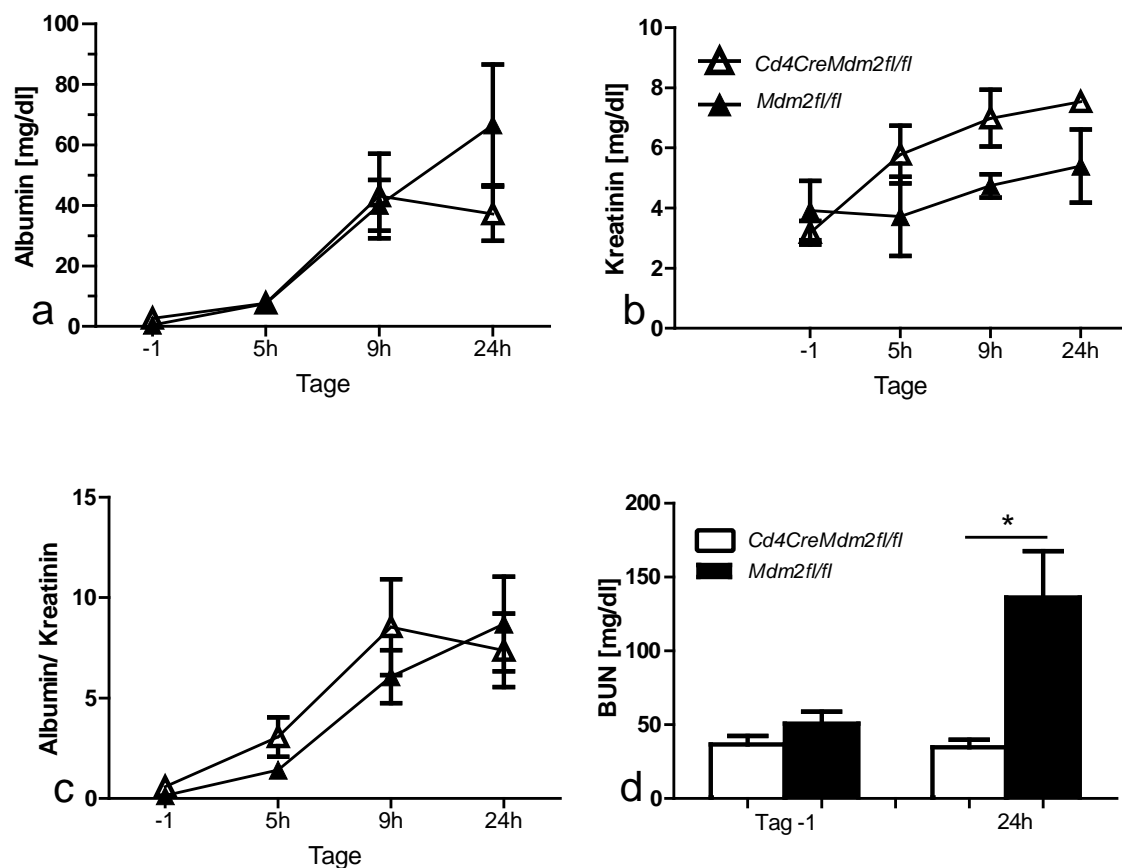 100
80
60
40
20
0
Albumin [mg/dl]
a
-1 5h 9h 24h
Tage
10
8
6
4
2
0
Kreatinin [mg/dl]
b
Cd4CreMdm2fl/fl
Mdm2fl/fl
-1 5h 9h 24h
Tage
15
10
5
0
Albumin/ Kreatinin
c
-1 5h 9h 24h
Tage
200
150
100
50
0
BUN [mg/dl]
d
Cd4CreMdm2fl/fl
Mdm2fl/fl
*
Tag -1 24h